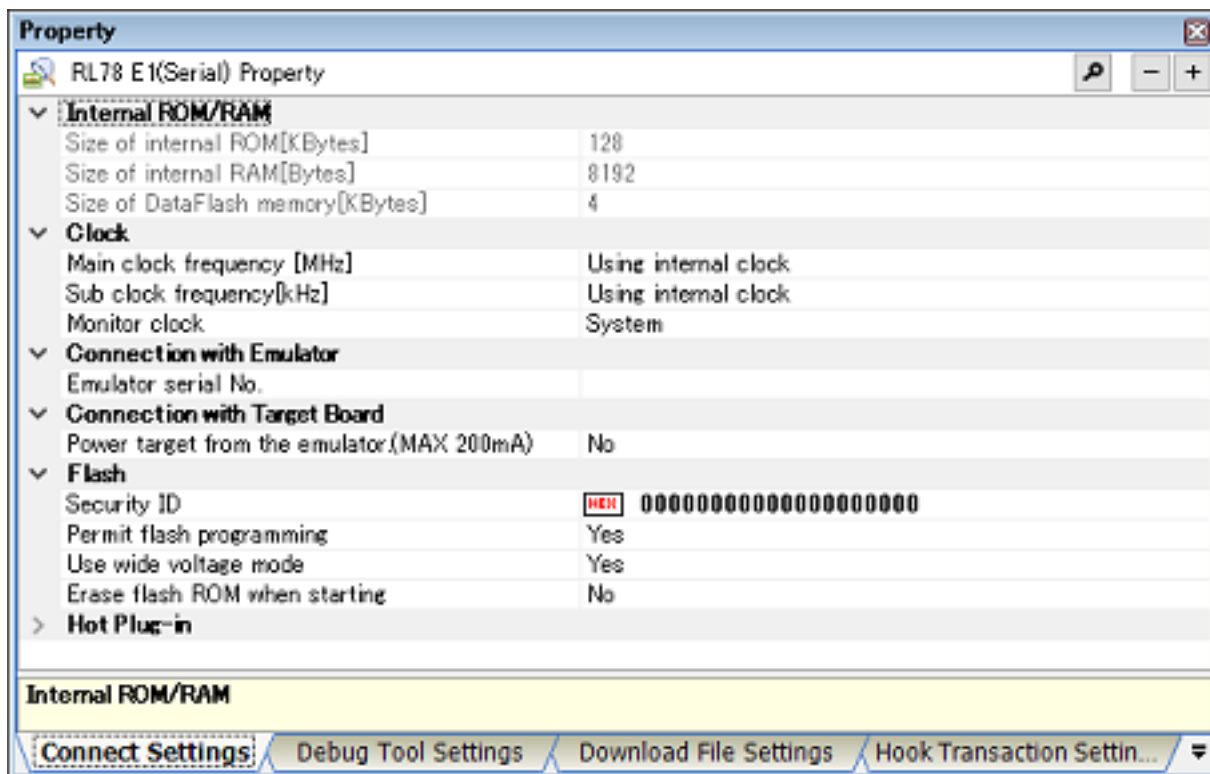 Property
RL78 E1(Serial) Property
Internal ROM/RAM
Size of internal ROM[KBytes] 128
Size of internal RAM[Bytes] 8192
Size of DataFlash memory[KBytes] 4
Clock
Main clock frequency [MHz] Using internal clock
Sub clock frequency[kHz] Using internal clock
Monitor clock System
Connection with Emulator
Emulator serial No.
Connection with Target Board
Power target from the emulator.(MAX 200mA) No
Flash
Security ID HEX 00000000000000000000
Permit flash programming Yes
Use wide voltage mode Yes
Erase flash ROM when starting No
Hot Plug-in
Internal ROM/RAM
Connect Settings Debug Tool Settings Download File Settings Hook Transaction Settin...